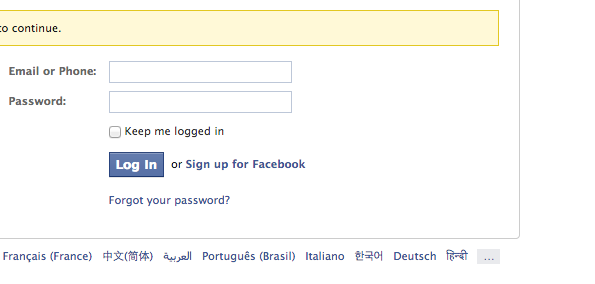 to continue.
Email or Phone:
Password:
Keep me logged in
Log In or Sign up for Facebook
Forgot your password?
Français (France) 中文(简体) العربية Português (Brasil) Italiano 한국어 Deutsch हिन्दी ...